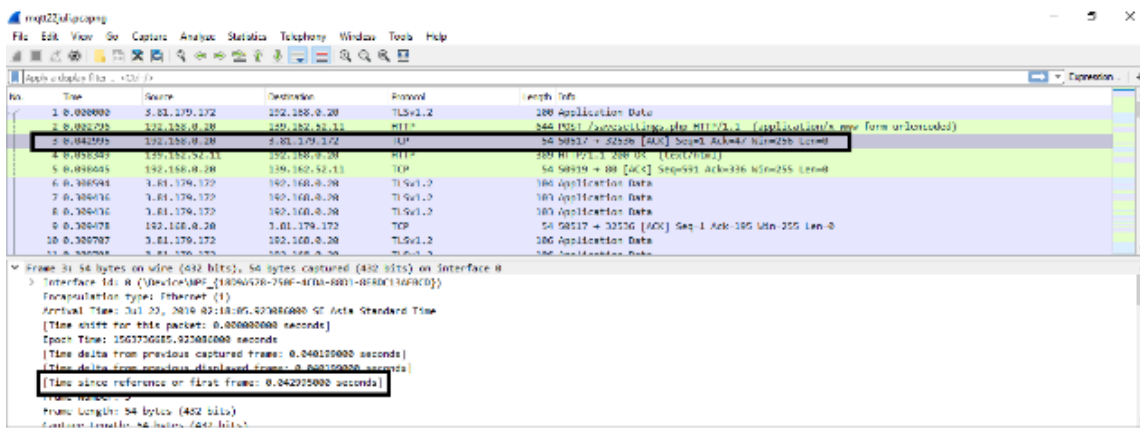 mqtt22juli.pcapng
File Edit View Go Capture Analyze Statistics Telephony Wireless Tools Help
Apply a display filter ... <Ctrl-/>
Expression...
No. Time Source Destination Protocol Length Info
1 0.000000 3.81.179.172 192.168.0.20 TLSv1.2 100 Application Data
2 0.002795 192.168.0.20 139.162.52.11 HTTP 544 POST /savesettings.php HTTP/1.1 (application/x-www-form-urlencoded)
3 0.042995 192.168.0.20 3.81.179.172 TCP 54 50517 → 32536 [ACK] Seq=1 Ack=47 Win=256 Len=0
4 0.058349 139.162.52.11 192.168.0.20 HTTP 389 HTTP/1.1 200 OK (text/html)
5 0.098445 192.168.0.20 139.162.52.11 TCP 54 50919 → 80 [ACK] Seq=591 Ack=336 Win=255 Len=0
6 0.308594 3.81.179.172 192.168.0.20 TLSv1.2 104 Application Data
7 0.309436 3.81.179.172 192.168.0.20 TLSv1.2 103 Application Data
8 0.309436 3.81.179.172 192.168.0.20 TLSv1.2 103 Application Data
9 0.309478 192.168.0.20 3.81.179.172 TCP 54 50517 → 32536 [ACK] Seq=1 Ack=195 Win=255 Len=0
10 0.309707 3.81.179.172 192.168.0.20 TLSv1.2 106 Application Data
Frame 3: 54 bytes on wire (432 bits), 54 bytes captured (432 bits) on interface 0
Interface id: 0
Encapsulation type: Ethernet (1)
Arrival Time: Jul 22, 2019 02:18:05.923086000 SE Asia Standard Time
[Time shift for this packet: 0.000000000 seconds]
Epoch Time: 1563736685.923086000 seconds
[Time delta from previous captured frame: 0.040199000 seconds]
[Time delta from previous displayed frame: 0.040199000 seconds]
[Time since reference or first frame: 0.042995000 seconds]
Frame Number: 3
Frame Length: 54 bytes (432 bits)
Capture Length: 54 bytes (432 bits)